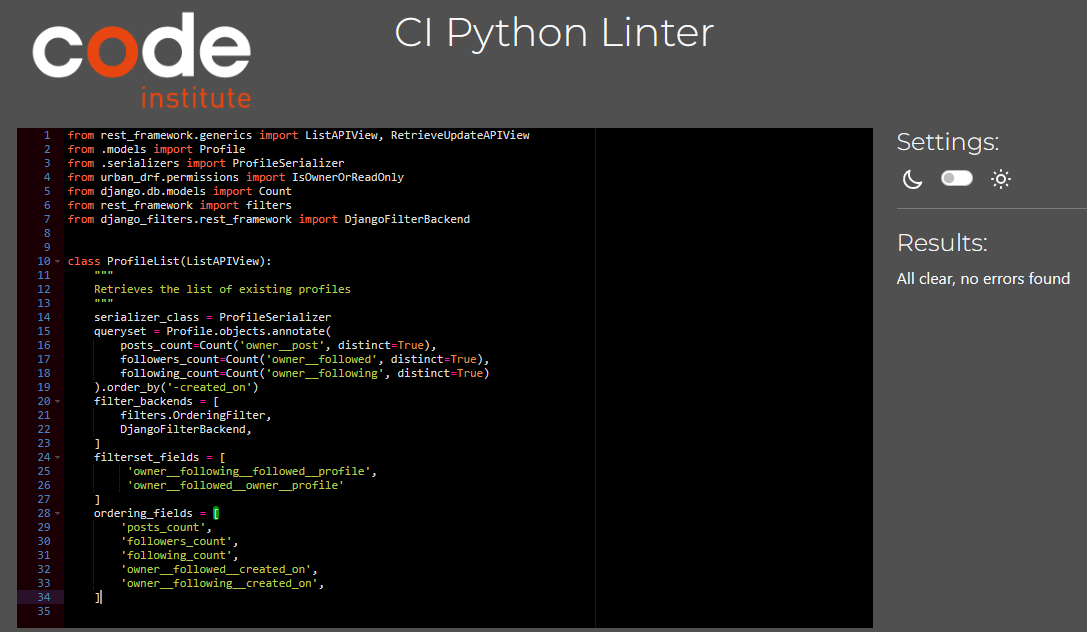 code
institute
CI Python Linter
1 from rest_framework.generics import ListAPIView, RetrieveUpdateAPIView
2 from .models import Profile
3 from .serializers import ProfileSerializer
4 from urban_drf.permissions import IsOwnerOrReadOnly
5 from django.db.models import Count
6 from rest_framework import filters
7 from django_filters.rest_framework import DjangoFilterBackend
8
9
10 class ProfileList(ListAPIView):
11     """
12     Retrieves the list of existing profiles
13     """
14     serializer_class = ProfileSerializer
15     queryset = Profile.objects.annotate(
16         posts_count=Count('owner__post', distinct=True),
17         followers_count=Count('owner__followed', distinct=True),
18         following_count=Count('owner__following', distinct=True)
19     ).order_by('-created_on')
20     filter_backends = [
21         filters.OrderingFilter,
22         DjangoFilterBackend,
23     ]
24     filterset_fields = [
25          'owner__following__followed__profile',
26          'owner__followed__owner__profile'
27     ]
28     ordering_fields = [
29         'posts_count',
30         'followers_count',
31         'following_count',
32         'owner__followed__created_on',
33         'owner__following__created_on',
34     ]
35
Settings:
Results:
All clear, no errors found